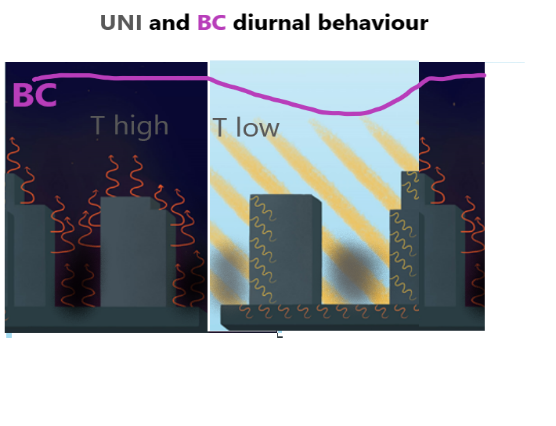 UNI and BC diurnal behaviour
BC
T high
T low